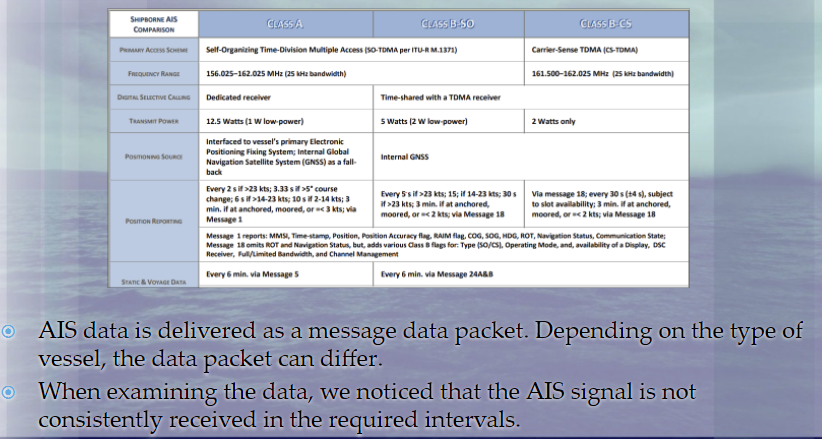 SHIPBORNE AIS
COMPARISON
CLASS A
CLASS B-SO
CLASS B-CS
PRIMARY ACCESS SCHEME
Self-Organizing Time-Division Multiple Access (SO-TDMA per ITU-R M.1371)
Carrier-Sense TDMA (CS-TDMA)
FREQUENCY RANGE
156.025–162.025 MHz (25 kHz bandwidth)
161.500–162.025 MHz (25 kHz bandwidth)
DIGITAL SELECTIVE CALLING
Dedicated receiver
Time-shared with a TDMA receiver
TRANSMIT POWER
12.5 Watts (1 W low-power)
5 Watts (2 W low-power)
2 Watts only
POSITIONING SOURCE
Interfaced to vessel's primary Electronic
Positioning Fixing System; Internal Global
Navigation Satellite System (GNSS) as a fall-
back
Internal GNSS
POSITION REPORTING
Every 2 s if >23 kts; 3.33 s if >5° course
change; 6 s if >14-23 kts; 10 s if 2-14 kts; 3
min. if at anchored, moored, or =< 3 kts; via
Message 1
Every 5 s if >23 kts; 15; if 14-23 kts; 30 s
if >23 kts; 3 min. if at anchored,
moored, or =< 2 kts; via Message 18
Via message 18; every 30 s (±4 s), subject
to slot availability; 3 min. if at anchored,
moored, or =< 2 kts; via Message 18
Message 1 reports: MMSI, Time-stamp, Position, Position Accuracy flag, RAIM flag, COG, SOG, HDG, ROT, Navigation Status, Communication State;
Message 18 omits ROT and Navigation Status, but, adds various Class B flags for: Type (SO/CS), Operating Mode, and, availability of a Display, DSC
Receiver, Full/Limited Bandwidth, and Channel Management
STATIC & VOYAGE DATA
Every 6 min. via Message 5
Every 6 min. via Message 24A&B
AIS data is delivered as a message data packet. Depending on the type of
vessel, the data packet can differ.
When examining the data, we noticed that the AIS signal is not
consistently received in the required intervals.